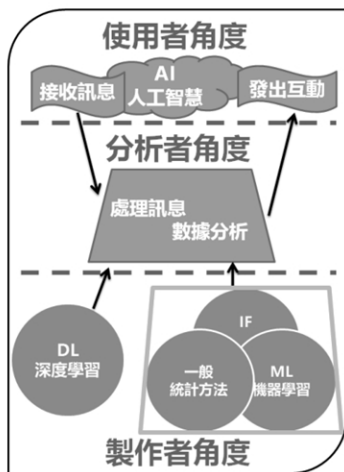 使用者角度
接收訊息
AI
人工智慧
發出互動
分析者角度
處理訊息
數據分析
DL
深度學習
IF
一般
統計方法
ML
機器學習
製作者角度